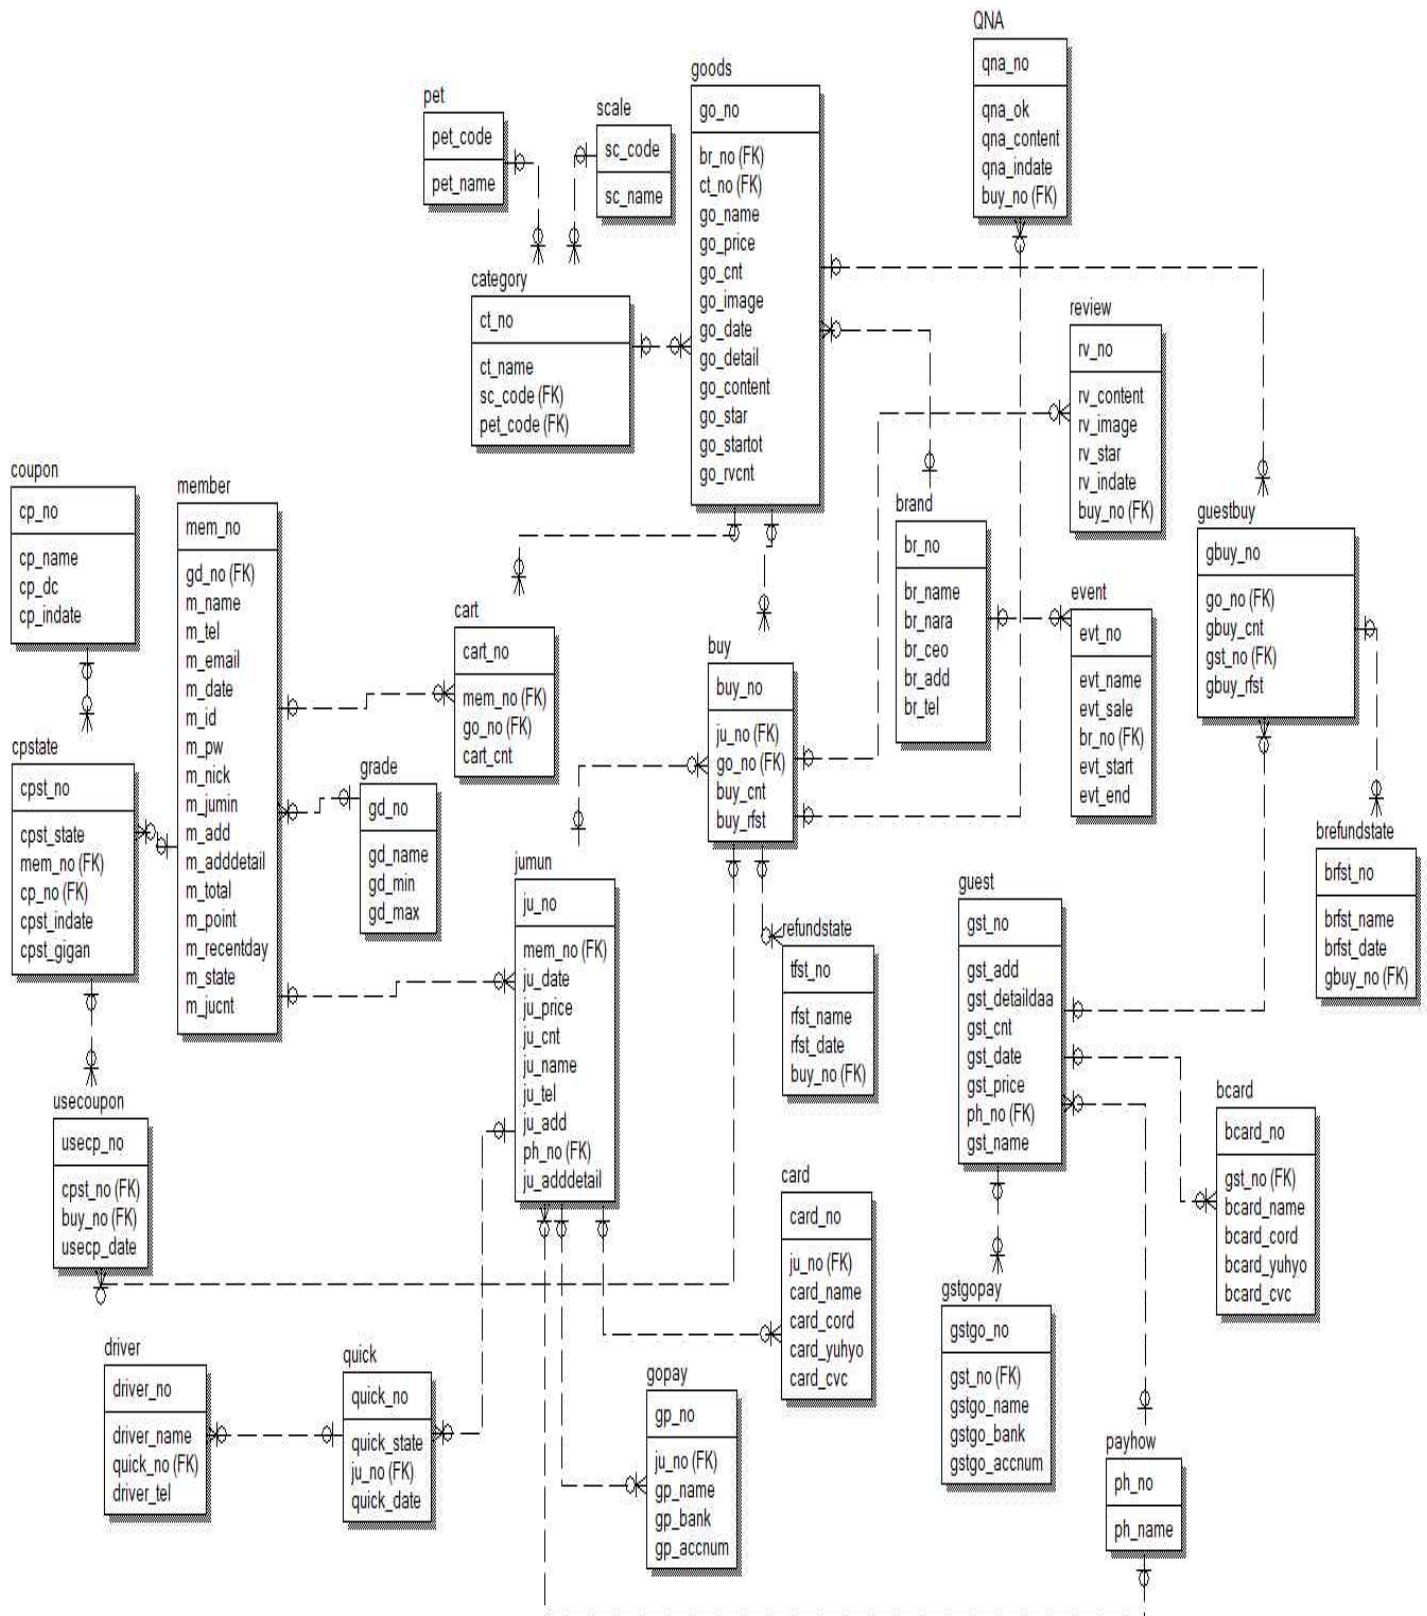 QNA
qna_no
qna_ok
qna_content
qna_indate
buy_no (FK)
goods
go_no
br_no (FK)
ct_no (FK)
go_name
go_price
go_cnt
go_image
go_date
go_detail
go_content
go_star
go_startot
go_rvcnt
pet
pet_code
pet_name
scale
sc_code
sc_name
category
ct_no
ct_name
sc_code (FK)
pet_code (FK)
review
rv_no
rv_content
rv_image
rv_star
rv_indate
buy_no (FK)
coupon
cp_no
cp_name
cp_dc
cp_indate
member
mem_no
gd_no (FK)
m_name
m_tel
m_email
m_date
m_id
m_pw
m_nick
m_jumin
m_add
m_adddetail
m_total
m_point
m_recentday
m_state
m_jucnt
brand
br_no
br_name
br_nara
br_ceo
br_add
br_tel
guestbuy
gbuy_no
go_no (FK)
gbuy_cnt
gst_no (FK)
gbuy_rfst
event
evt_no
evt_name
evt_sale
br_no (FK)
evt_start
evt_end
cart
cart_no
mem_no (FK)
go_no (FK)
cart_cnt
buy
buy_no
ju_no (FK)
go_no (FK)
buy_cnt
buy_rfst
cpstate
cpst_no
cpst_state
mem_no (FK)
cp_no (FK)
cpst_indate
cpst_gigan
grade
gd_no
gd_name
gd_min
gd_max
brefundstate
brfst_no
brfst_name
brfst_date
gbuy_no (FK)
jumun
ju_no
mem_no (FK)
ju_date
ju_price
ju_cnt
ju_name
ju_tel
ju_add
ph_no (FK)
ju_adddetail
guest
gst_no
gst_add
gst_detaildaa
gst_cnt
gst_date
gst_price
ph_no (FK)
gst_name
refundstate
tfst_no
rfst_name
rfst_date
buy_no (FK)
usecoupon
usecp_no
cpst_no (FK)
buy_no (FK)
usecp_date
bcard
bcard_no
gst_no (FK)
bcard_name
bcard_cord
bcard_yuhyo
bcard_cvc
card
card_no
ju_no (FK)
card_name
card_cord
card_yuhyo
card_cvc
gstgopay
gstgo_no
gst_no (FK)
gstgo_name
gstgo_bank
gstgo_accnum
driver
driver_no
driver_name
quick_no (FK)
driver_tel
quick
quick_no
quick_state
ju_no (FK)
quick_date
gopay
gp_no
ju_no (FK)
gp_name
gp_bank
gp_accnum
payhow
ph_no
ph_name